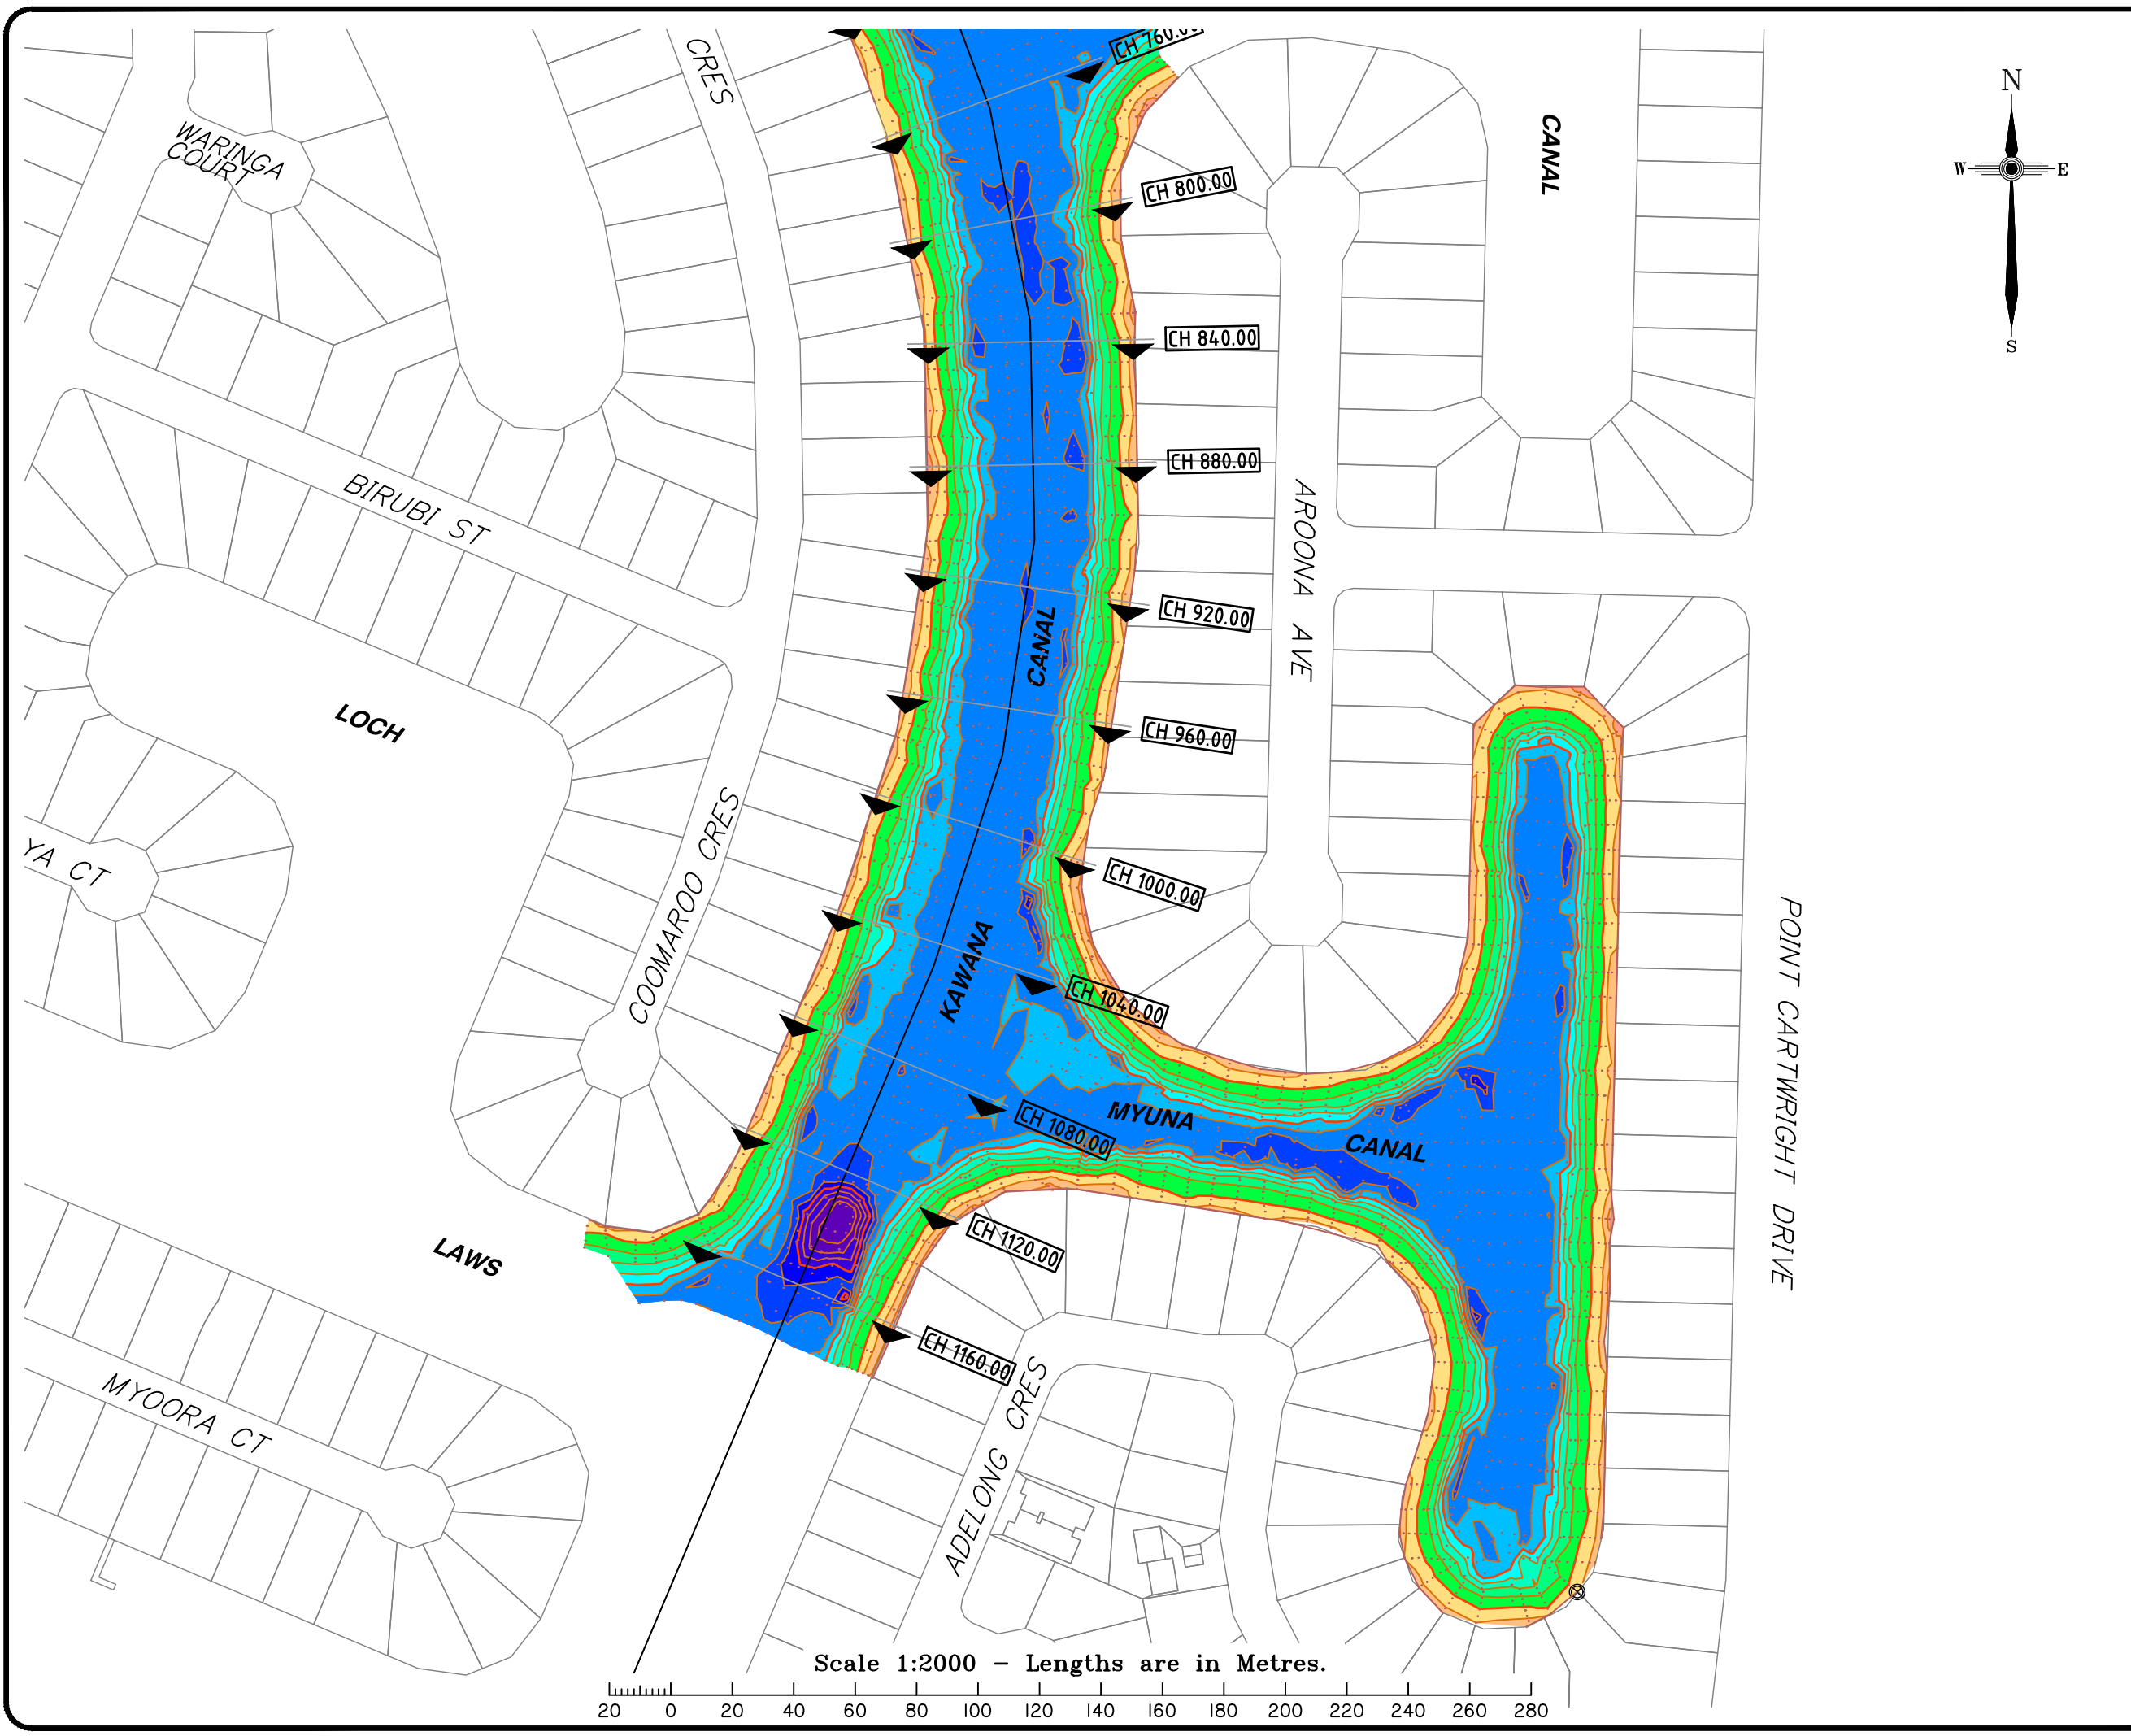 CRES
CH 760.00
N
W
E
S
CANAL
WARINGA
COURT
CH 800.00
CH 840.00
CH 880.00
BIRUBI ST
AROONA AVE
CH 920.00
CANAL
LOCH
CH 960.00
YA CT
COOMAROO CRES
CH 1000.00
KAWANA
CH 1040.00
POINT CARTWRIGHT DRIVE
MYUNA
CH 1080.00
CANAL
LAWS
CH 1120.00
CH 1160.00
MYOORA CT
ADELONG CRES
Scale 1:2000 – Lengths are in Metres.
20 0 20 40 60 80 100 120 140 160 180 200 220 240 260 280